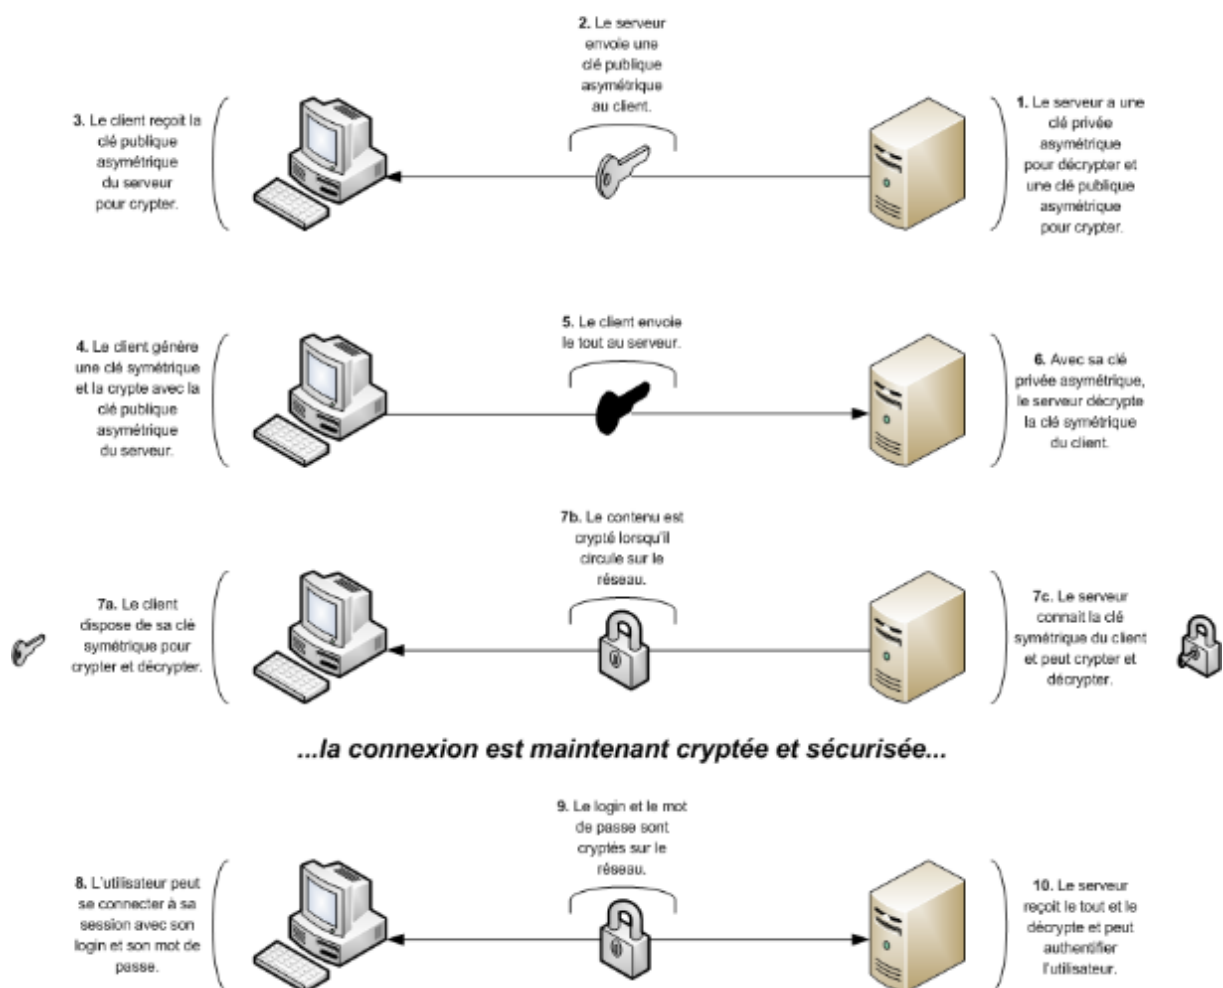 2. Le serveur
envoie une
clé publique
asymétrique
au client.
3. Le client reçoit la
clé publique
asymétrique
du serveur
pour crypter.
1. Le serveur a une
clé privée
asymétrique
pour décrypter et
une clé publique
asymétrique
pour crypter.
4. Le client génère
une clé symétrique
et la crypte avec la
clé publique
asymétrique
du serveur.
5. Le client envoie
le tout au serveur.
6. Avec sa clé
privée asymétrique,
le serveur décrypte
la clé symétrique
du client.
7a. Le client
dispose de sa clé
symétrique pour
crypter et décrypter.
7b. Le contenu est
crypté lorsqu'il
circule sur le
réseau.
7c. Le serveur
connait la clé
symétrique du client
et peut crypter et
décrypter.
...la connexion est maintenant cryptée et sécurisée...
8. L'utilisateur peut
se connecter à sa
session avec son
login et son mot de
passe.
9. Le login et le mot
de passe sont
cryptés sur le
réseau.
10. Le serveur
reçoit le tout et le
décrypte et peut
authentifier
l'utilisateur.